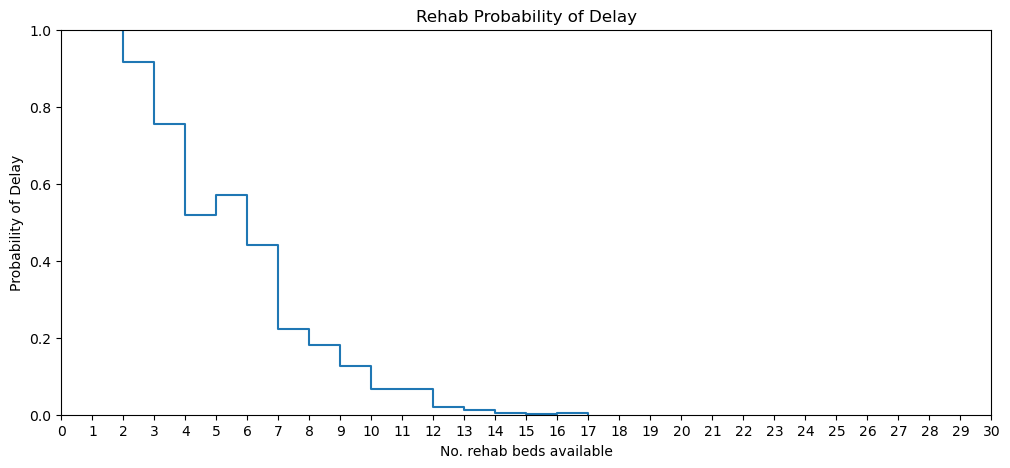 Rehab Probability of Delay
Probability of Delay
1.0
0.8
0.6
0.4
0.2
0.0
0 1 2 3 4 5 6 7 8 9 10 11 12 13 14 15 16 17 18 19 20 21 22 23 24 25 26 27 28 29 30
No. rehab beds available